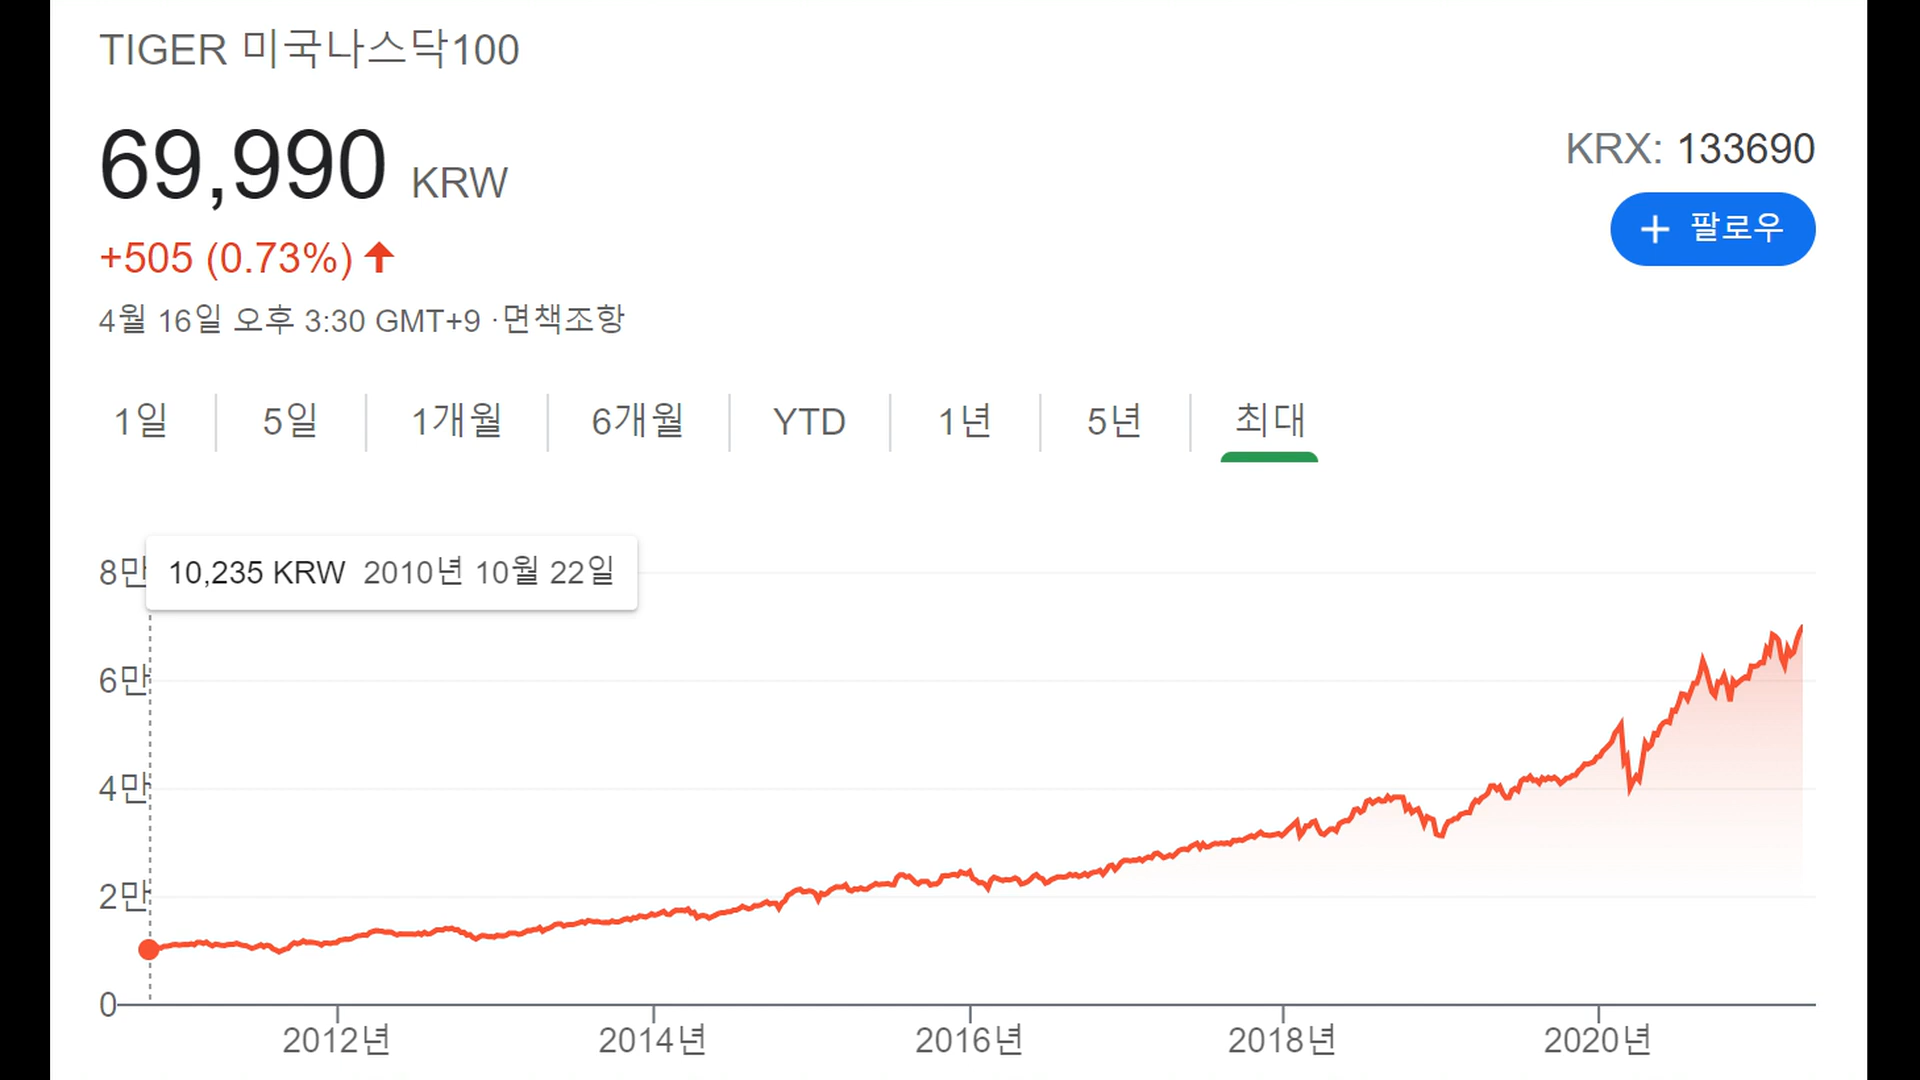 TIGER 미국나스닥100
69,990 KRW
KRX: 133690
+ 팔로우
+505 (0.73%)
4월 16일 오후 3:30 GMT+9 ·면책조항
1일 5일 1개월 6개월 YTD 1년 5년 최대
10,235 KRW 2010년 10월 22일
8만
6만
4만
2만
0
2012년 2014년 2016년 2018년 2020년